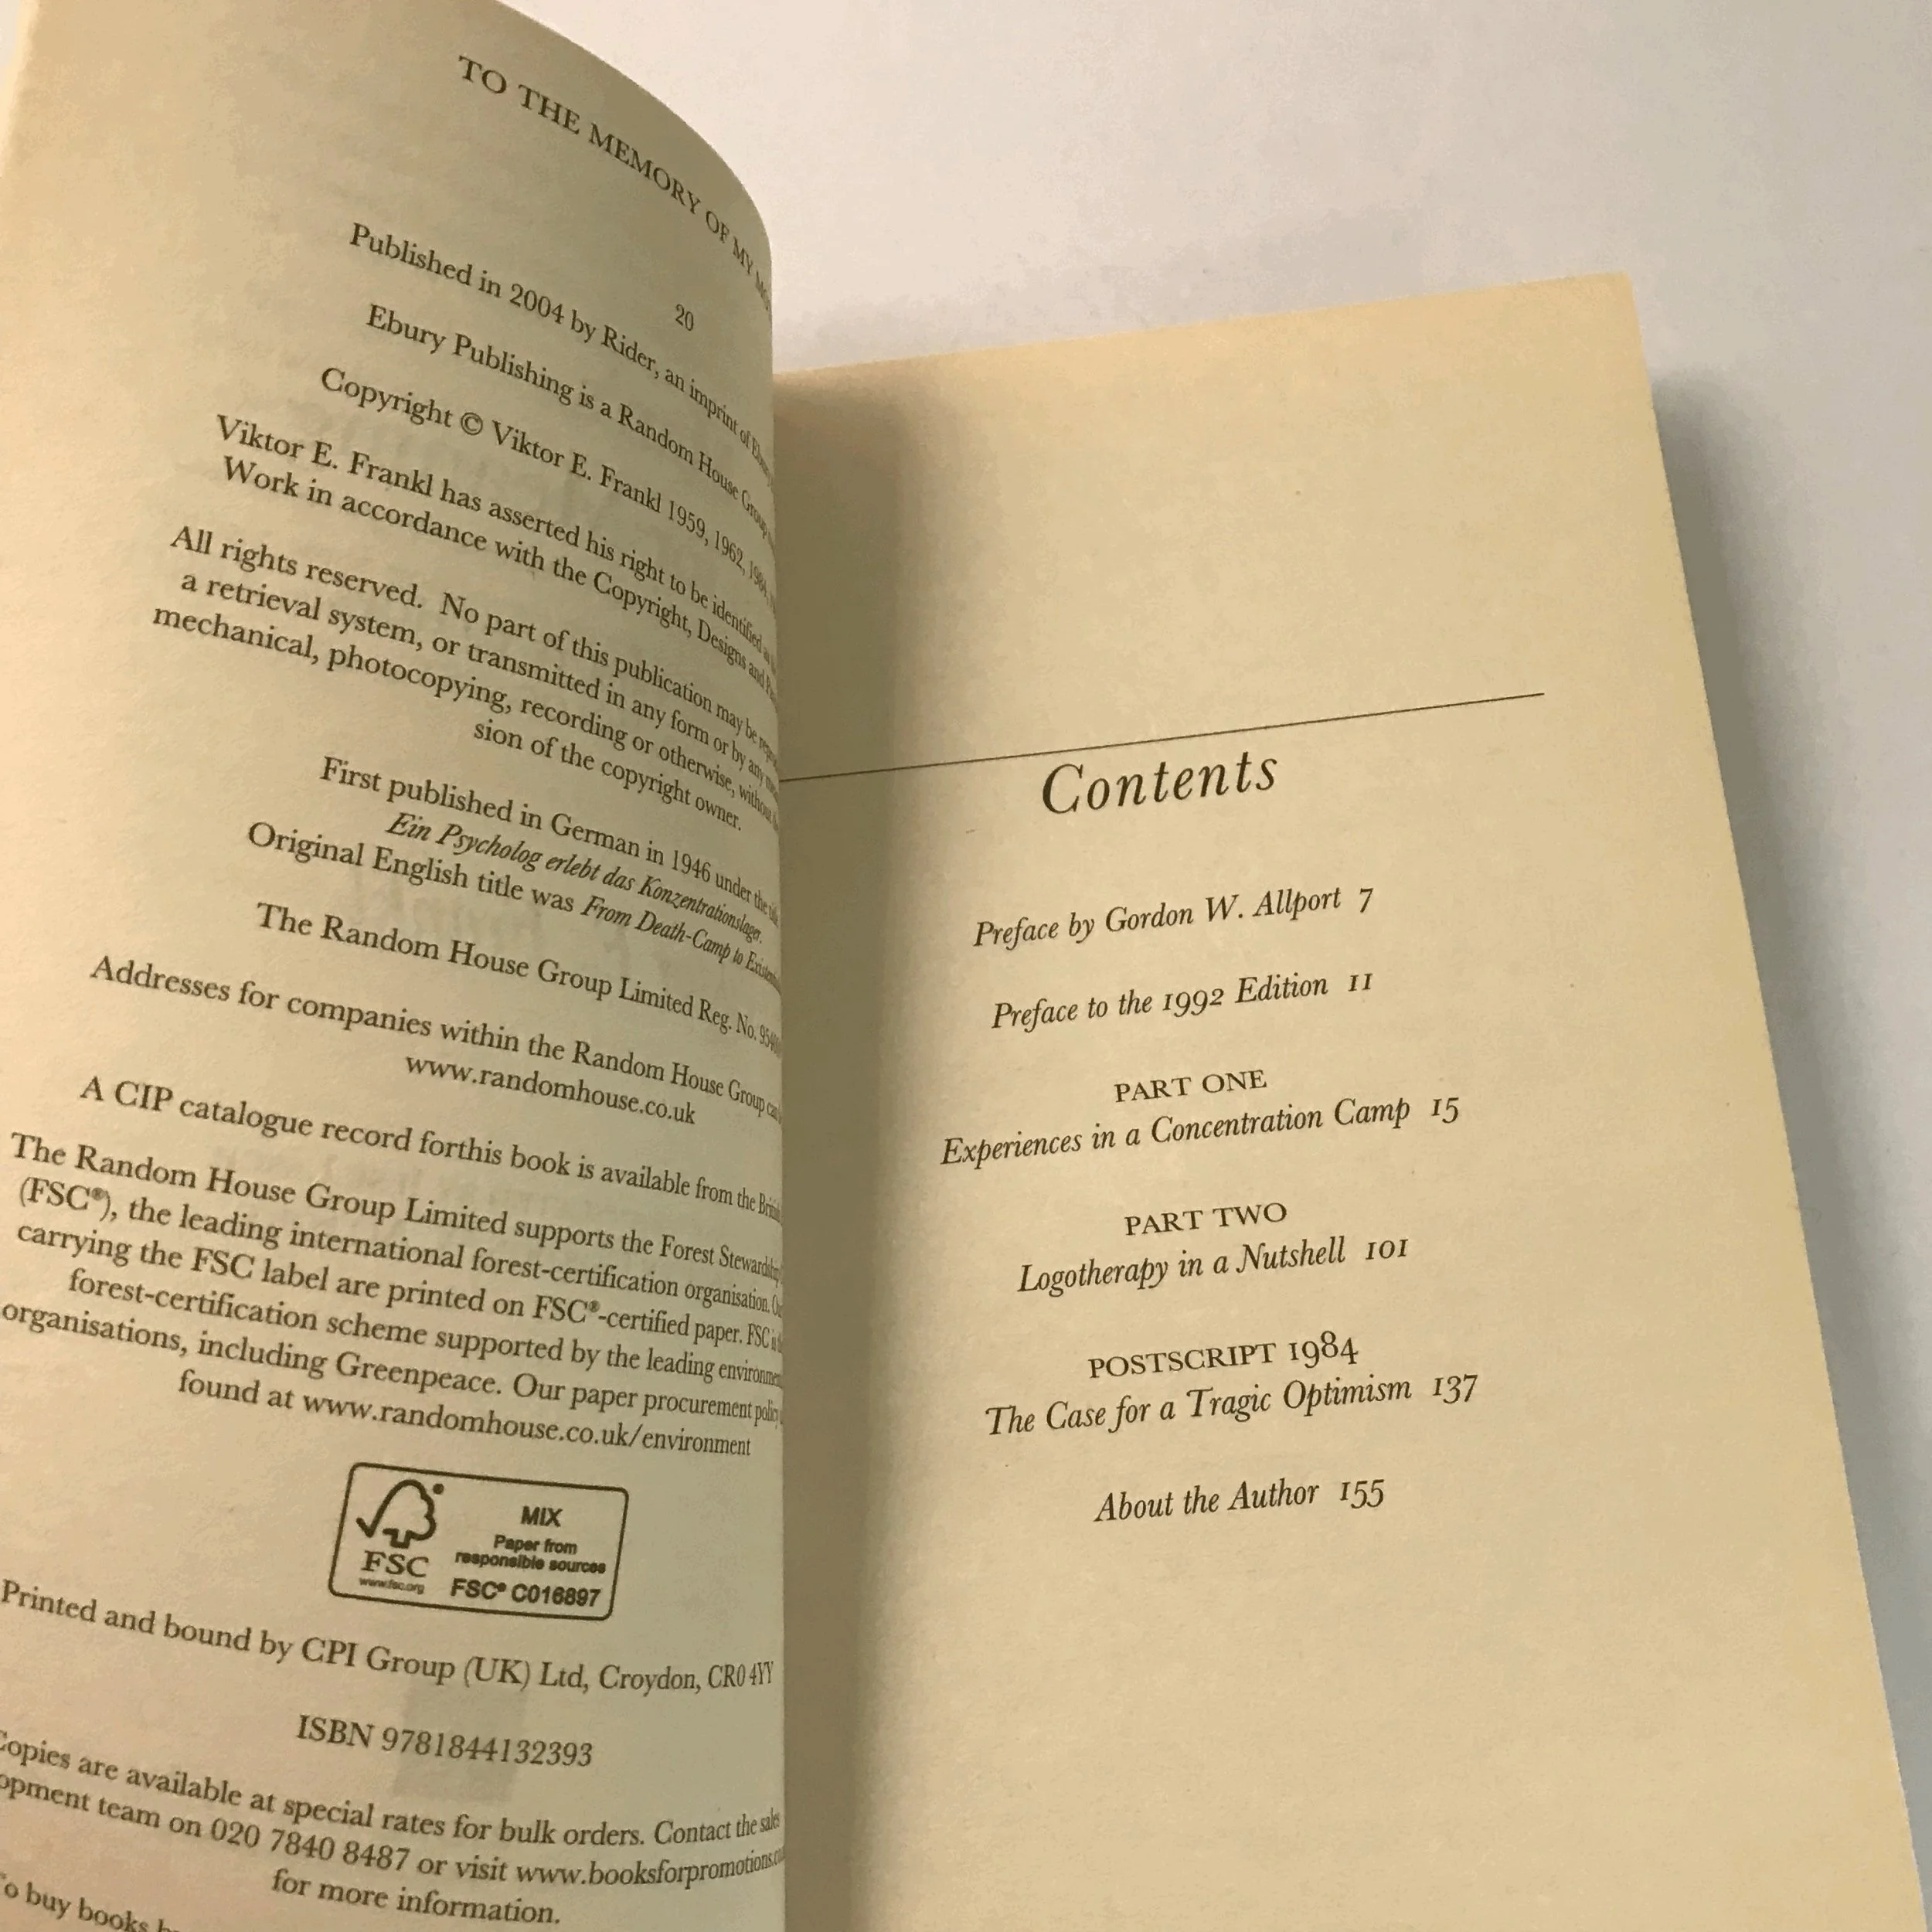 TO THE MEMORY OF MY
20
Published in 2004 by Rider, an imprint of
Ebury Publishing is a Random House Group
Copyright © Viktor E. Frankl 1959, 1962, 1984,
Viktor E. Frankl has asserted his right to be identified as
Work in accordance with the Copyright, Designs and
All rights reserved. No part of this publication may be
a retrieval system, or transmitted in any form or by any
mechanical, photocopying, recording or otherwise, without
sion of the copyright owner.
First published in German in 1946 under the
Ein Psycholog erlebt das Konzentrationslager.
Original English title was From Death-Camp to
The Random House Group Limited Reg. No.
Addresses for companies within the Random House Group
www.randomhouse.co.uk
A CIP catalogue record forthis book is available from the
The Random House Group Limited supports the Forest
(FSC®), the leading international forest-certification organisation.
carrying the FSC label are printed on FSC®-certified paper. FSC is
forest-certification scheme supported by the leading
organisations, including Greenpeace. Our paper procurement
found at www.randomhouse.co.uk/environment
FSC
www.fsc.org
MIX
Paper from
responsible sources
FSC® C016897
Printed and bound by CPI Group (UK) Ltd, Croydon, CR0 4YY
ISBN 9781844132393
Copies are available at special rates for bulk orders. Contact the sales
team on 020 7840 8487 or visit
for more information.
buy books
Contents
Preface by Gordon W. Allport 7
Preface to the 1992 Edition 11
PART ONE
Experiences in a Concentration Camp 15
PART TWO
Logotherapy in a Nutshell 101
POSTSCRIPT 1984
The Case for a Tragic Optimism 137
About the Author 155